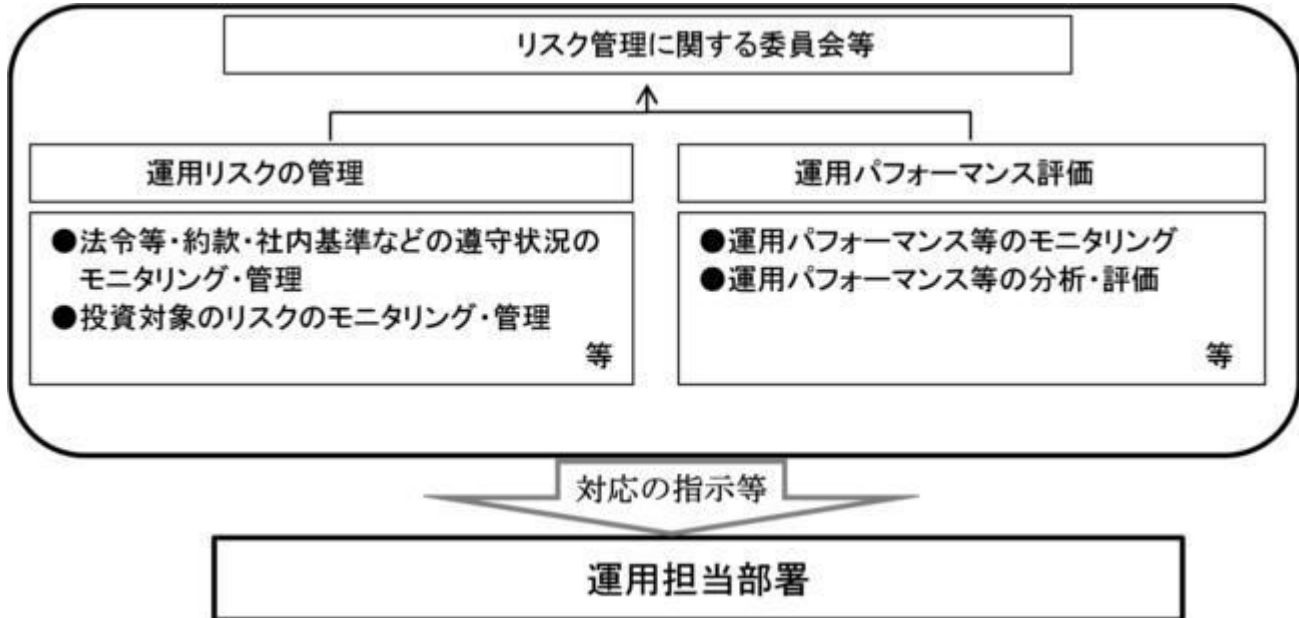 リスク管理に関する委員会等
運用リスクの管理
●法令等・約款・社内基準などの遵守状況の
モニタリング・管理
●投資対象のリスクのモニタリング・管理
等
運用パフォーマンス評価
●運用パフォーマンス等のモニタリング
●運用パフォーマンス等の分析・評価
等
対応の指示等
運用担当部署